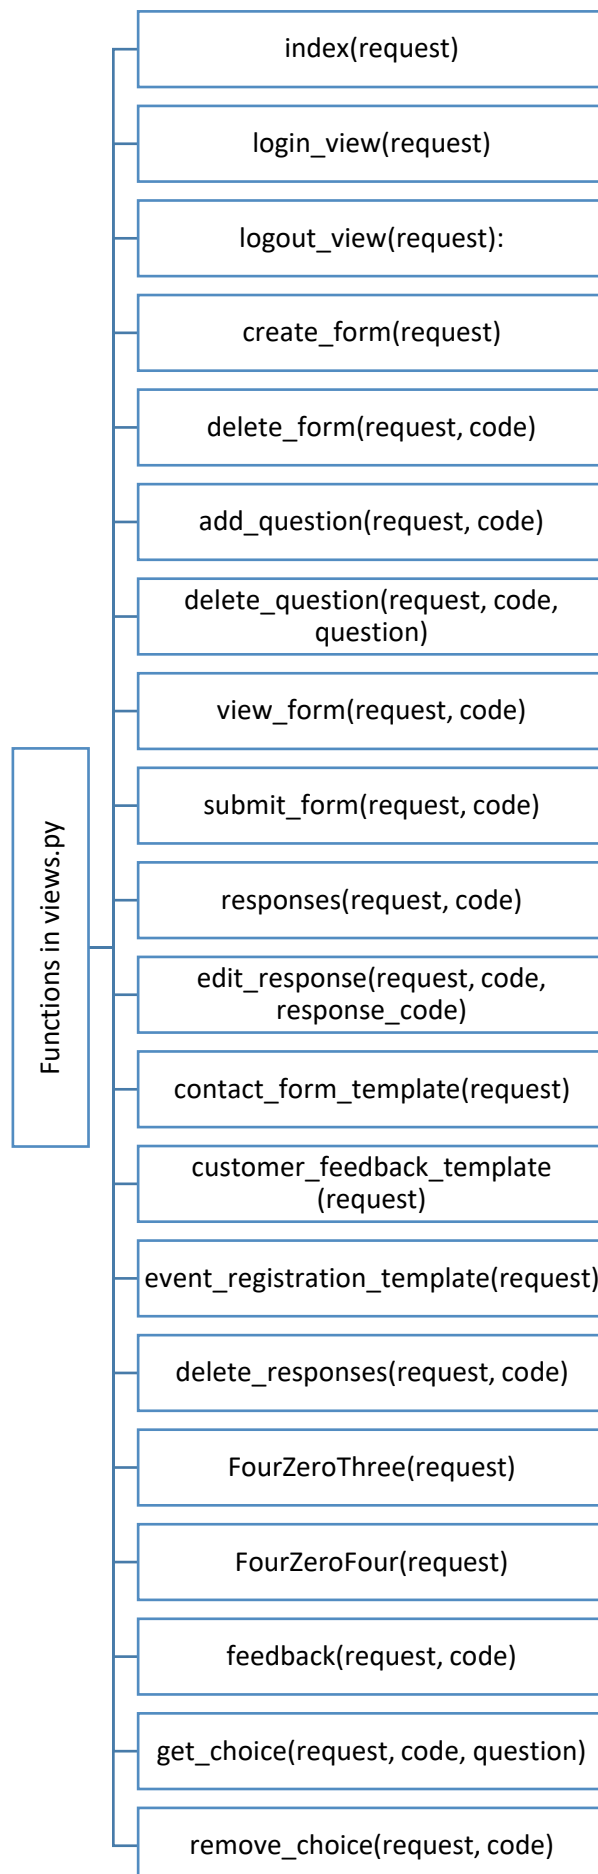 Functions in views.py
index(request)
login_view(request)
logout_view(request):
create_form(request)
delete_form(request, code)
add_question(request, code)
delete_question(request, code,
question)
view_form(request, code)
submit_form(request, code)
responses(request, code)
edit_response(request, code,
response_code)
contact_form_template(request)
customer_feedback_template
(request)
event_registration_template(request)
delete_responses(request, code)
FourZeroThree(request)
FourZeroFour(request)
feedback(request, code)
get_choice(request, code, question)
remove_choice(request, code)